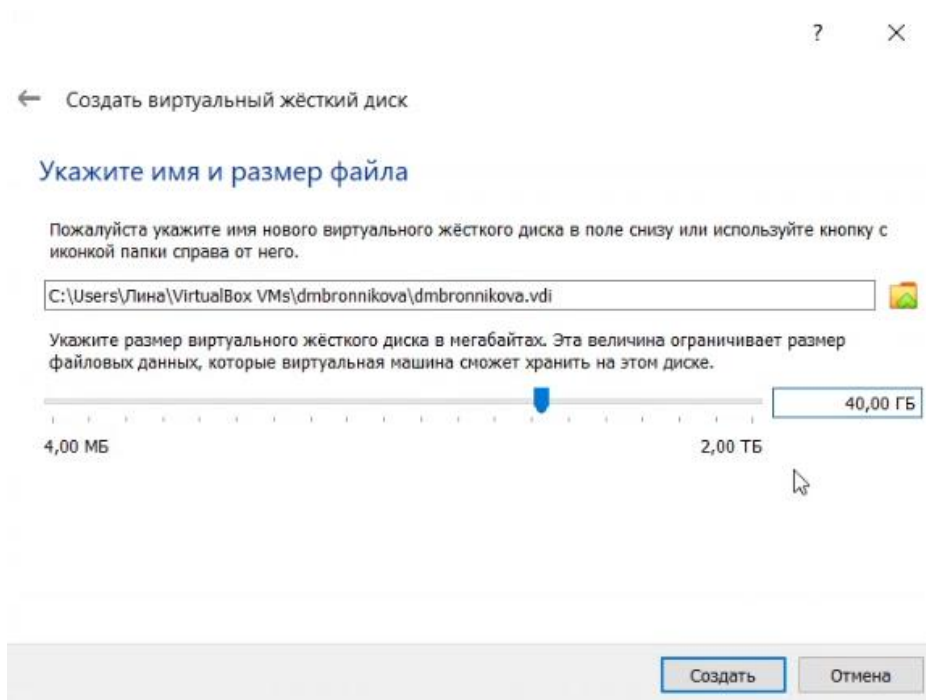 ?
Создать виртуальный жёсткий диск
Укажите имя и размер файла
Пожалуйста укажите имя нового виртуального жёсткого диска в поле снизу или используйте кнопку с
иконкой папки справа от него.
C:\Users\Лина\VirtualBox VMs\dmbronnikova\dmbronnikova.vdi
Укажите размер виртуального жёсткого диска в мегабайтах. Эта величина ограничивает размер
файловых данных, которые виртуальная машина сможет хранить на этом диске.
40,00 ГБ
4,00 МБ 2,00 ТБ
Создать Отмена